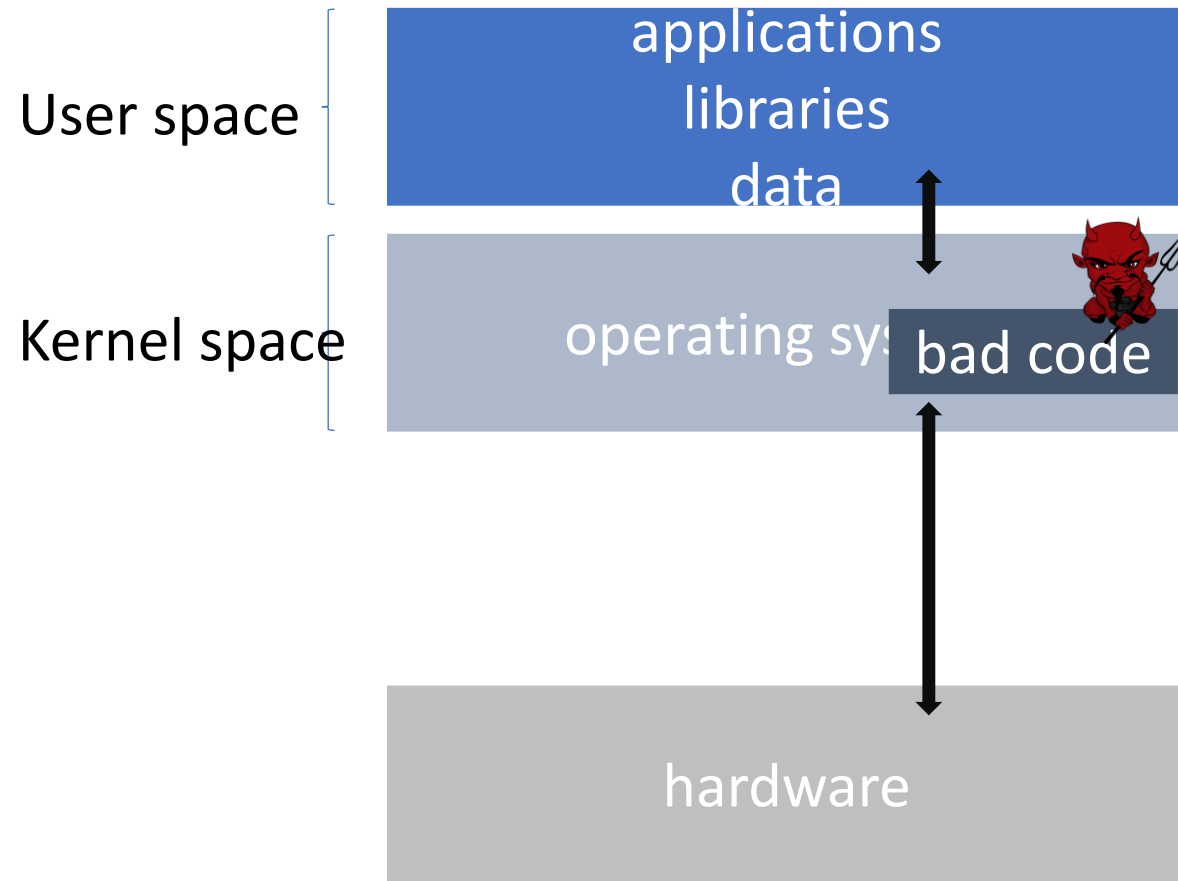 User space
applications
libraries
data
Kernel space
operating sys
bad code
hardware